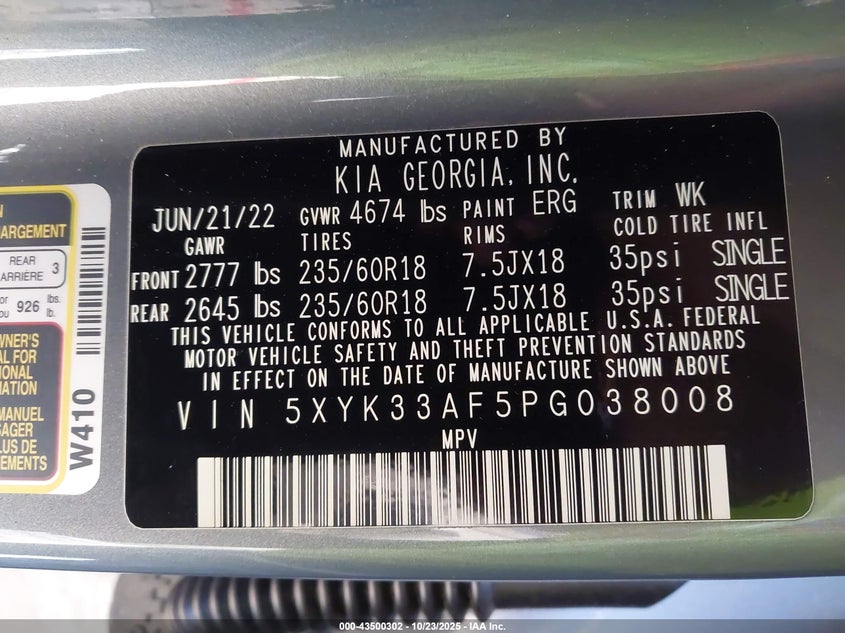 MANUFACTURED BY
KIA GEORGIA, INC.
JUN/21/22 GVWR 4674 lbs PAINT ERG TRIM WK
GAWR TIRES RIMS COLD TIRE INFL
FRONT 2777 lbs 235/60R18 7.5JX18 35psi SINGLE
REAR 2645 lbs 235/60R18 7.5JX18 35psi SINGLE
THIS VEHICLE CONFORMS TO ALL APPLICABLE U.S.A. FEDERAL
MOTOR VEHICLE SAFETY AND THEFT PREVENTION STANDARDS
IN EFFECT ON THE DATE OF MANUFACTURE SHOWN ABOVE
VIN 5XYK33AF5PG038008
MPV
REAR 3
926 lbs.
lb.
W410
000-43500302 - 10/23/2025 - IAA Inc.